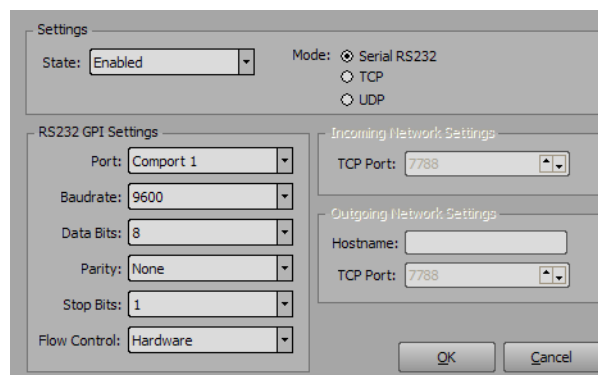 Settings
State: Enabled
Mode: Serial RS232
TCP
UDP
RS232 GPI Settings
Port: Comport 1
Baudrate: 9600
Data Bits: 8
Parity: None
Stop Bits: 1
Flow Control: Hardware
Incoming Network Settings
TCP Port: 7788
Outgoing Network Settings
Hostname:
TCP Port: 7788
OK
Cancel